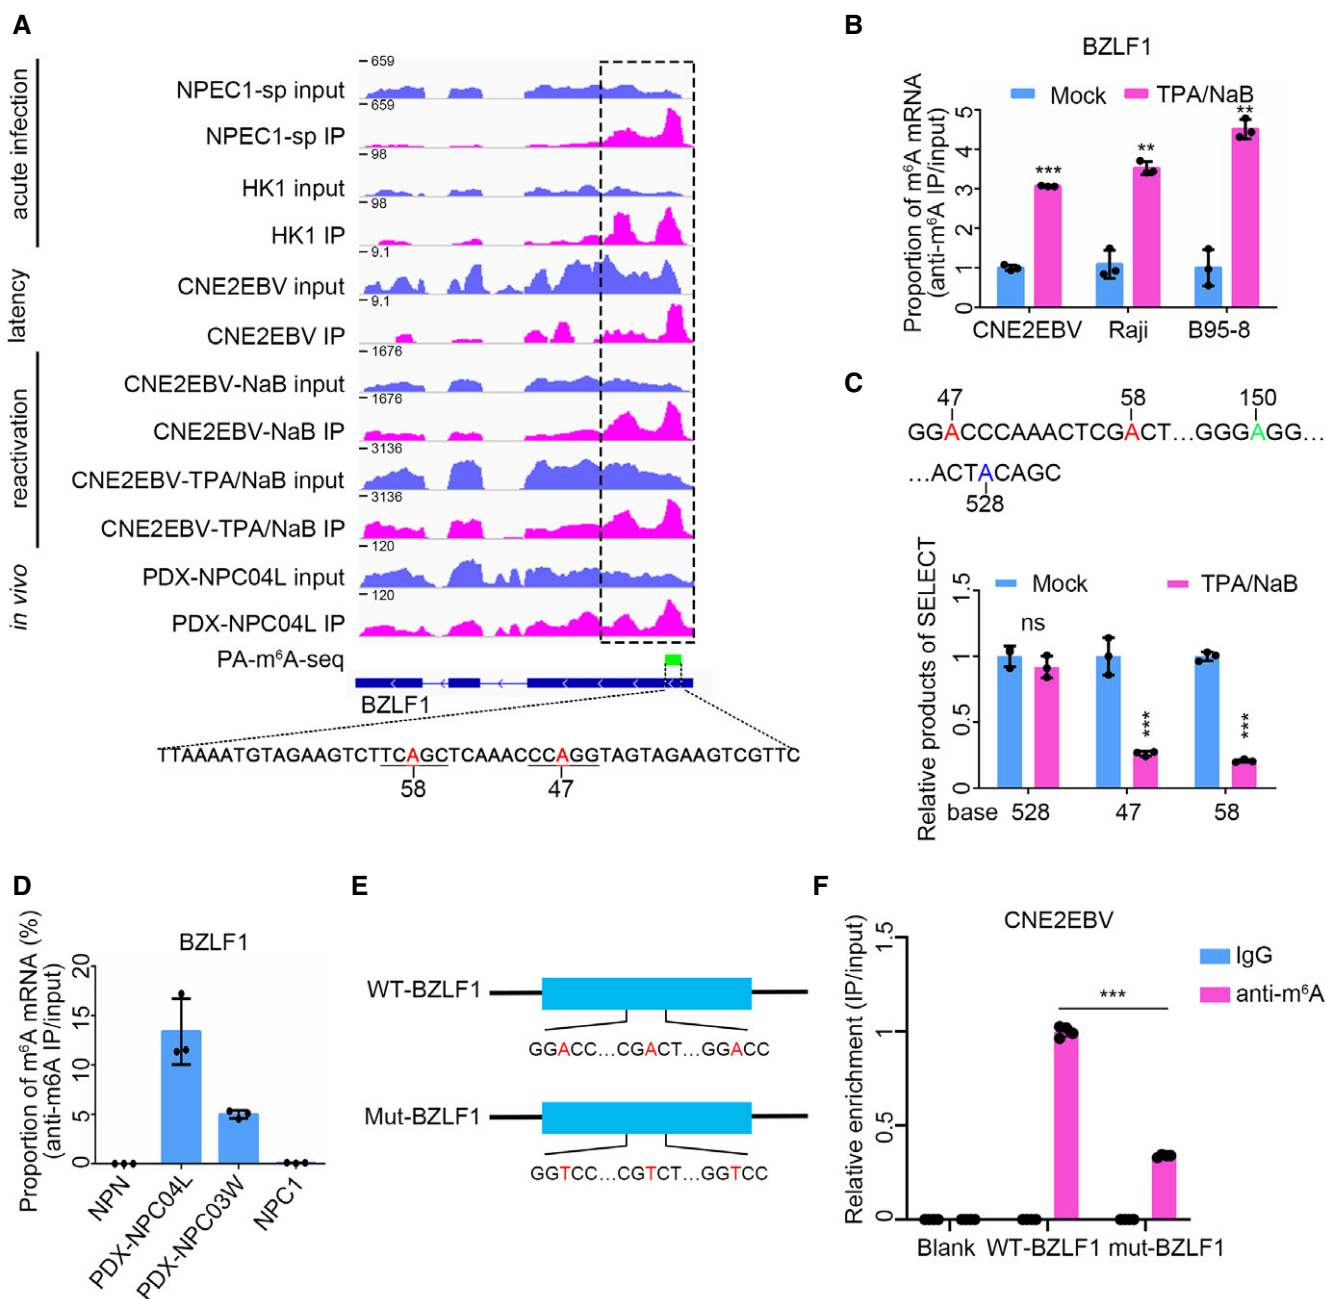 A
acute infection
latency
reactivation
in vivo
659
NPEC1-sp input
659
NPEC1-sp IP
98
HK1 input
98
HK1 IP
9.1
CNE2EBV input
9.1
CNE2EBV IP
1676
CNE2EBV-NaB input
1676
CNE2EBV-NaB IP
3136
CNE2EBV-TPA/NaB input
3136
CNE2EBV-TPA/NaB IP
120
PDX-NPC04L input
120
PDX-NPC04L IP
PA-m⁶A-seq
BZLF1
TTAAAATGTAGAAGTCTTCAGCTCAAACCCAGGTAGTAGAAGTCGTTC
58 47
B
BZLF1
Mock TPA/NaB
Proportion of m⁶A mRNA
(anti-m⁶A IP/input)
5
4
3
2
1
0
***
**
**
CNE2EBV Raji B95-8
C
47 58 150
GGACCCAAACTCGACT...GGGAGG...
...ACTACAGC
528
Relative products of SELECT
Mock TPA/NaB
1.5
1
0.5
0
ns
***
***
base 528 47 58
D
BZLF1
Proportion of m⁶A mRNA (%)
(anti-m6A IP/input)
20
15
10
5
0
NPN PDX-NPC04L PDX-NPC03W NPC1
E
WT-BZLF1
GGACC...CGACT...GGACC
Mut-BZLF1
GGTCC...CGTCT...GGTCC
F
CNE2EBV
Relative enrichment (IP/input)
1.5
1
0.5
0
IgG
anti-m⁶A
***
Blank WT-BZLF1 mut-BZLF1